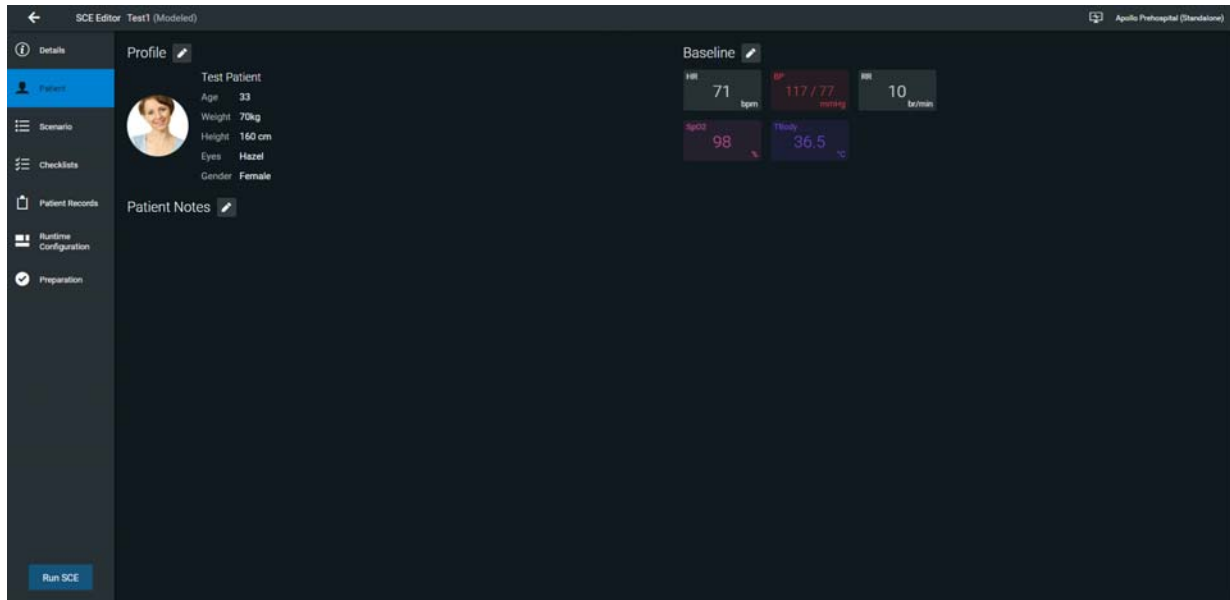 SCE Editor Test1 (Modeled)
Apollo Prehospital (Standalone)
Details
Patient
Scenario
Checklists
Patient Records
Runtime
Configuration
Preparation
Run SCE
Profile
Test Patient
Age 33
Weight 70kg
Height 160 cm
Eyes Hazel
Gender Female
Patient Notes
Baseline
HR
71
bpm
BP
117 / 77
mmHg
RR
10
br/min
SpO2
98
%
TBody
36.5
°C